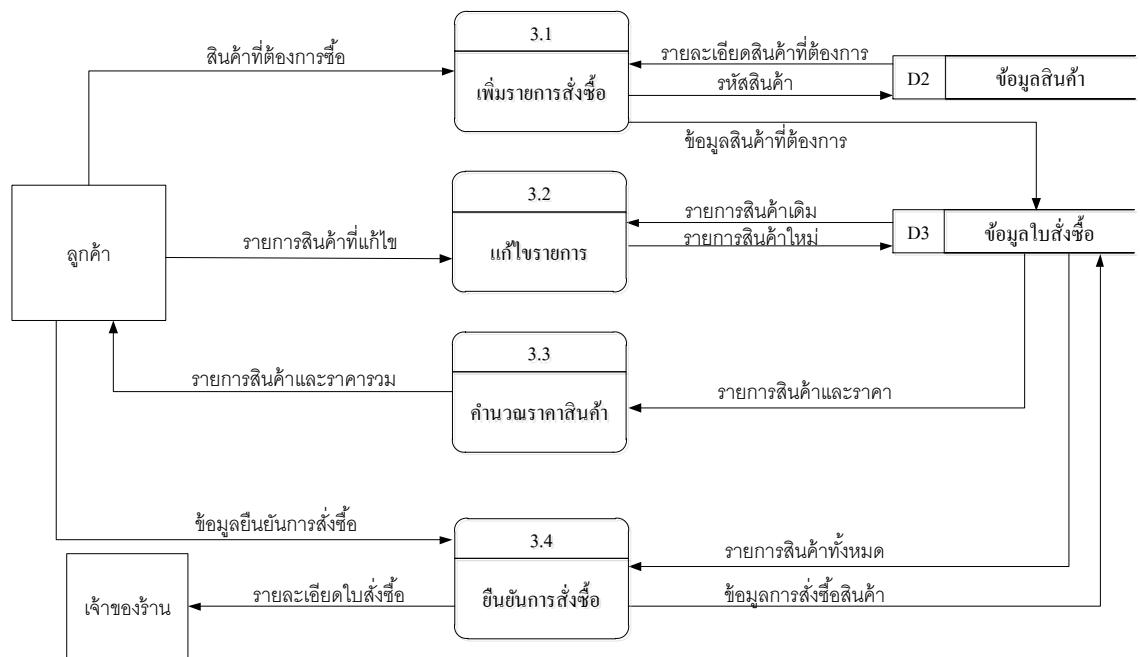 3.1
สินค้าที่ต้องการซื้อ
รายละเอียดสินค้าที่ต้องการ
เพิ่มรายการสั่งซื้อ
รหัสสินค้า
D2
ข้อมูลสินค้า
ข้อมูลสินค้าที่ต้องการ
3.2
รายการสินค้าเดิม
ลูกค้า
รายการสินค้าที่แก้ไข
แก้ไขรายการ
รายการสินค้าใหม่
D3
ข้อมูลใบสั่งซื้อ
3.3
รายการสินค้าและราคารวม
คำนวณราคาสินค้า
รายการสินค้าและราคา
ข้อมูลยืนยันการสั่งซื้อ
3.4
รายการสินค้าทั้งหมด
เจ้าของร้าน
รายละเอียดใบสั่งซื้อ
ยืนยันการสั่งซื้อ
ข้อมูลการสั่งซื้อสินค้า